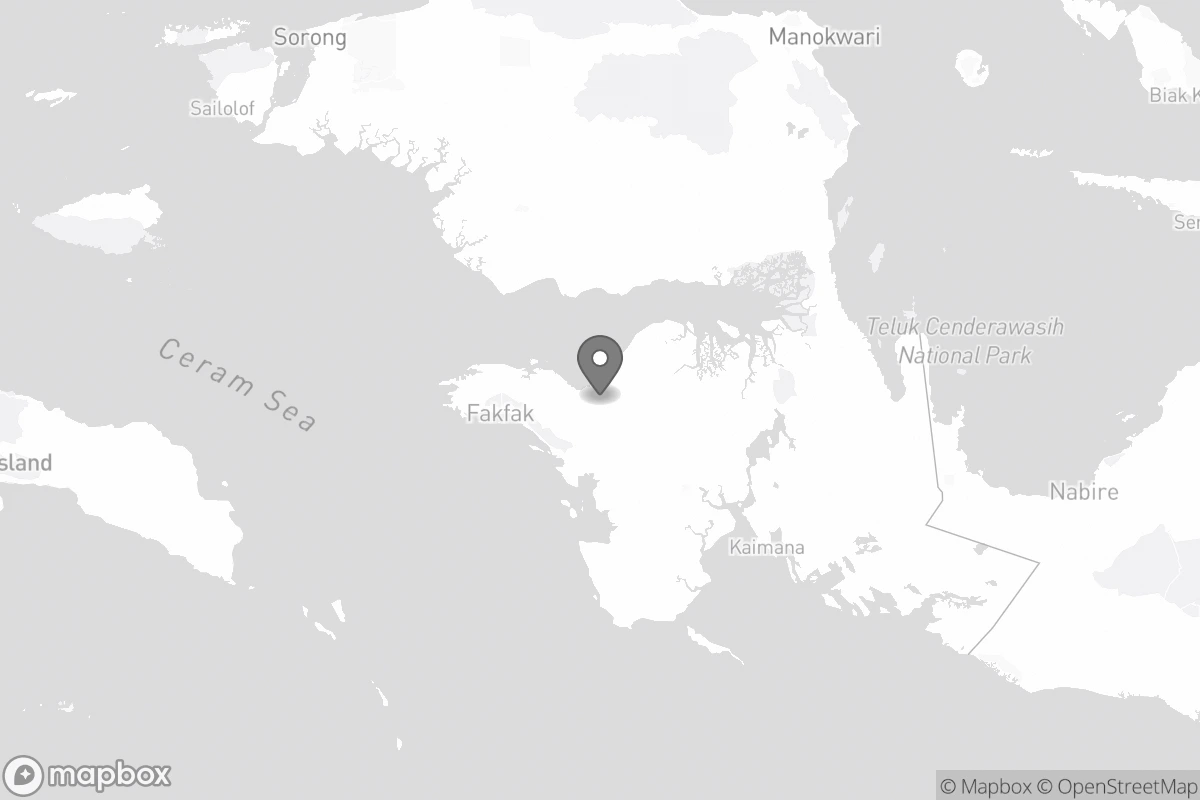 Sorong
Manokwari
Sailolof
Biak K
Ser
Teluk Cenderawasih
National Park
Ceram Sea
Fakfak
sland
Nabire
Kaimana
mapbox
© Mapbox © OpenStreetMap